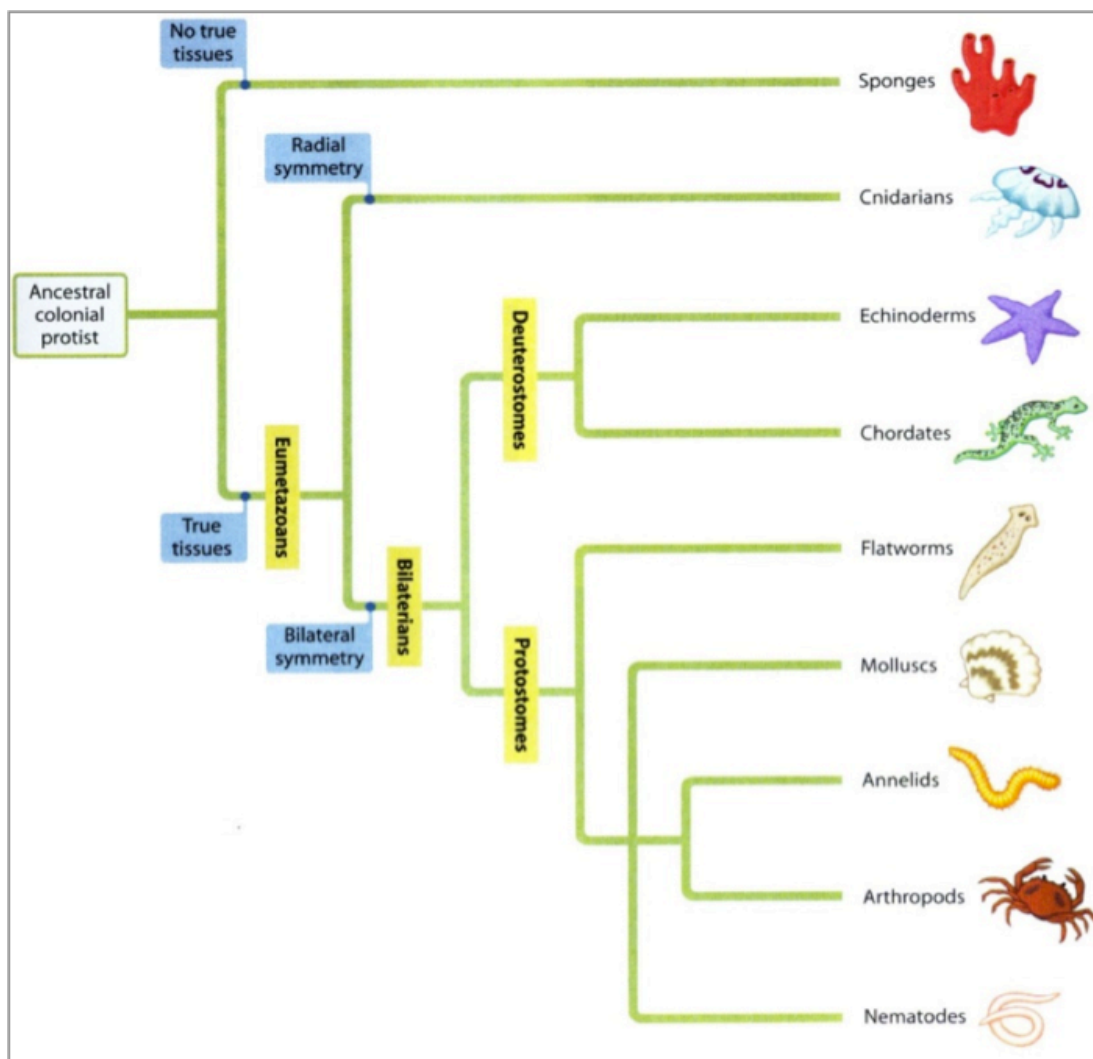 No true
tissues
Sponges
Radial
symmetry
Cnidarians
Ancestral
colonial
protist
Deuterostomes
Echinoderms
Chordates
Eumetazoans
True
tissues
Flatworms
Bilaterians
Bilateral
symmetry
Protostomes
Molluscs
Annelids
Arthropods
Nematodes